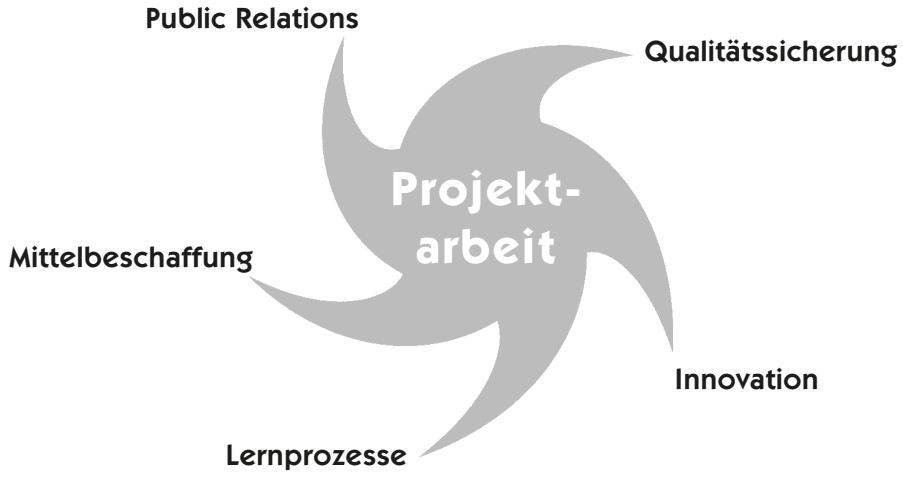 Public Relations
Qualitätssicherung
Projekt-
arbeit
Mittelbeschaffung
Innovation
Lernprozesse